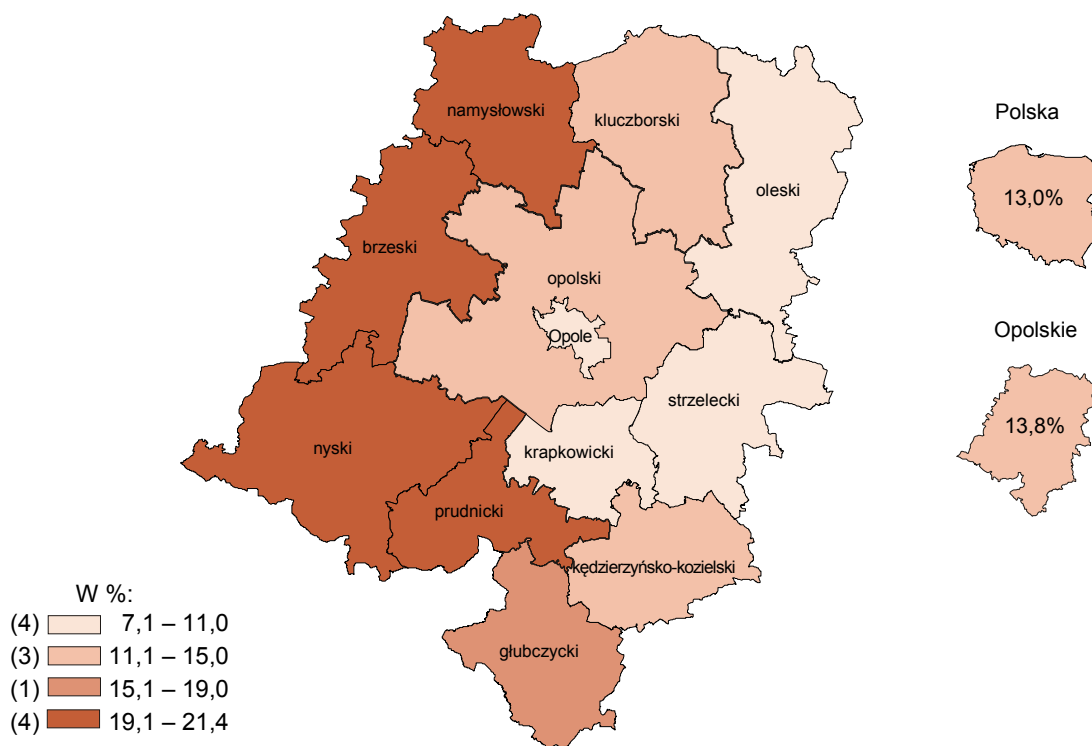 namysłowski
kluczborski
oleski
brzeski
opolski
Opole
strzelecki
krapkowicki
nyski
prudnicki
kędzierzyńsko-kozielski
głubczycki
Polska
13,0%
Opolskie
13,8%
W %:
(4) 7,1 – 11,0
(3) 11,1 – 15,0
(1) 15,1 – 19,0
(4) 19,1 – 21,4